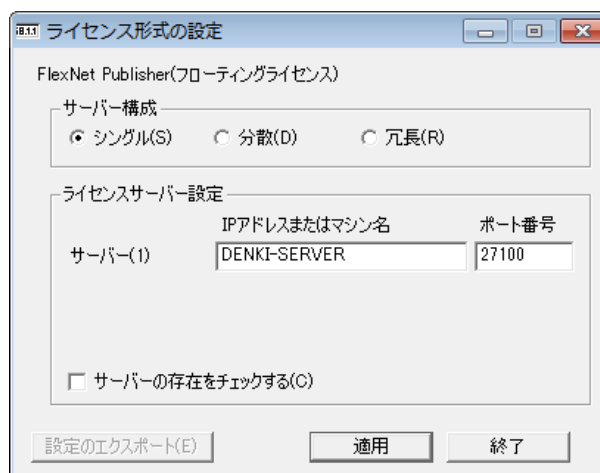 ライセンス形式の設定
FlexNet Publisher(フローティングライセンス)
サーバー構成
シングル(S) 分散(D) 冗長(R)
ライセンスサーバー設定
IPアドレスまたはマシン名 ポート番号
サーバー(1) DENKI-SERVER 27100
サーバーの存在をチェックする(C)
設定のエクスポート(E) 適用 終了